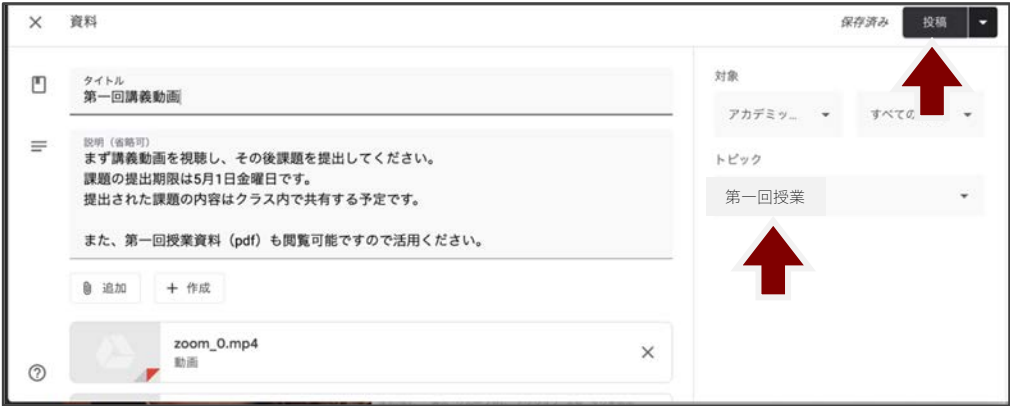 資料
保存済み
投稿
タイトル
第一回講義動画
説明（省略可）
まず講義動画を視聴し、その後課題を提出してください。
課題の提出期限は5月1日金曜日です。
提出された課題の内容はクラス内で共有する予定です。
また、第一回授業資料（pdf）も閲覧可能ですので活用ください。
追加
作成
zoom_0.mp4
動画
対象
アカデミッ...
すべての
トピック
第一回授業